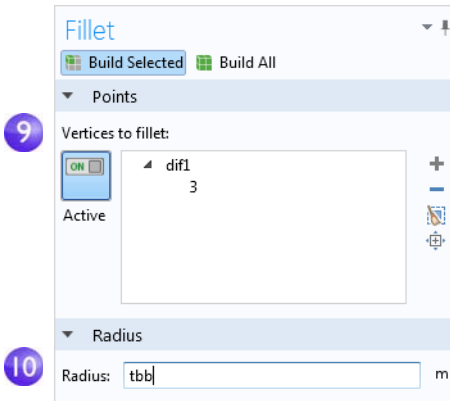 Fillet
Build Selected Build All
Points
9
Vertices to fillet:
ON
dif1
3
Active
Radius
10
Radius: tbb m